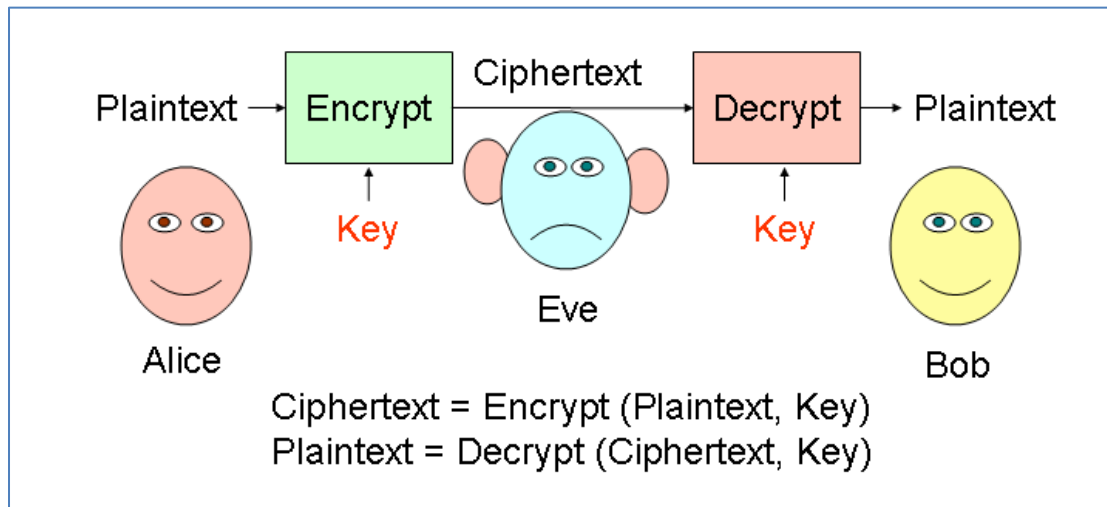 Ciphertext
Plaintext Encrypt Decrypt Plaintext
Key Key
Eve
Alice Bob
Ciphertext = Encrypt (Plaintext, Key)
Plaintext = Decrypt (Ciphertext, Key)